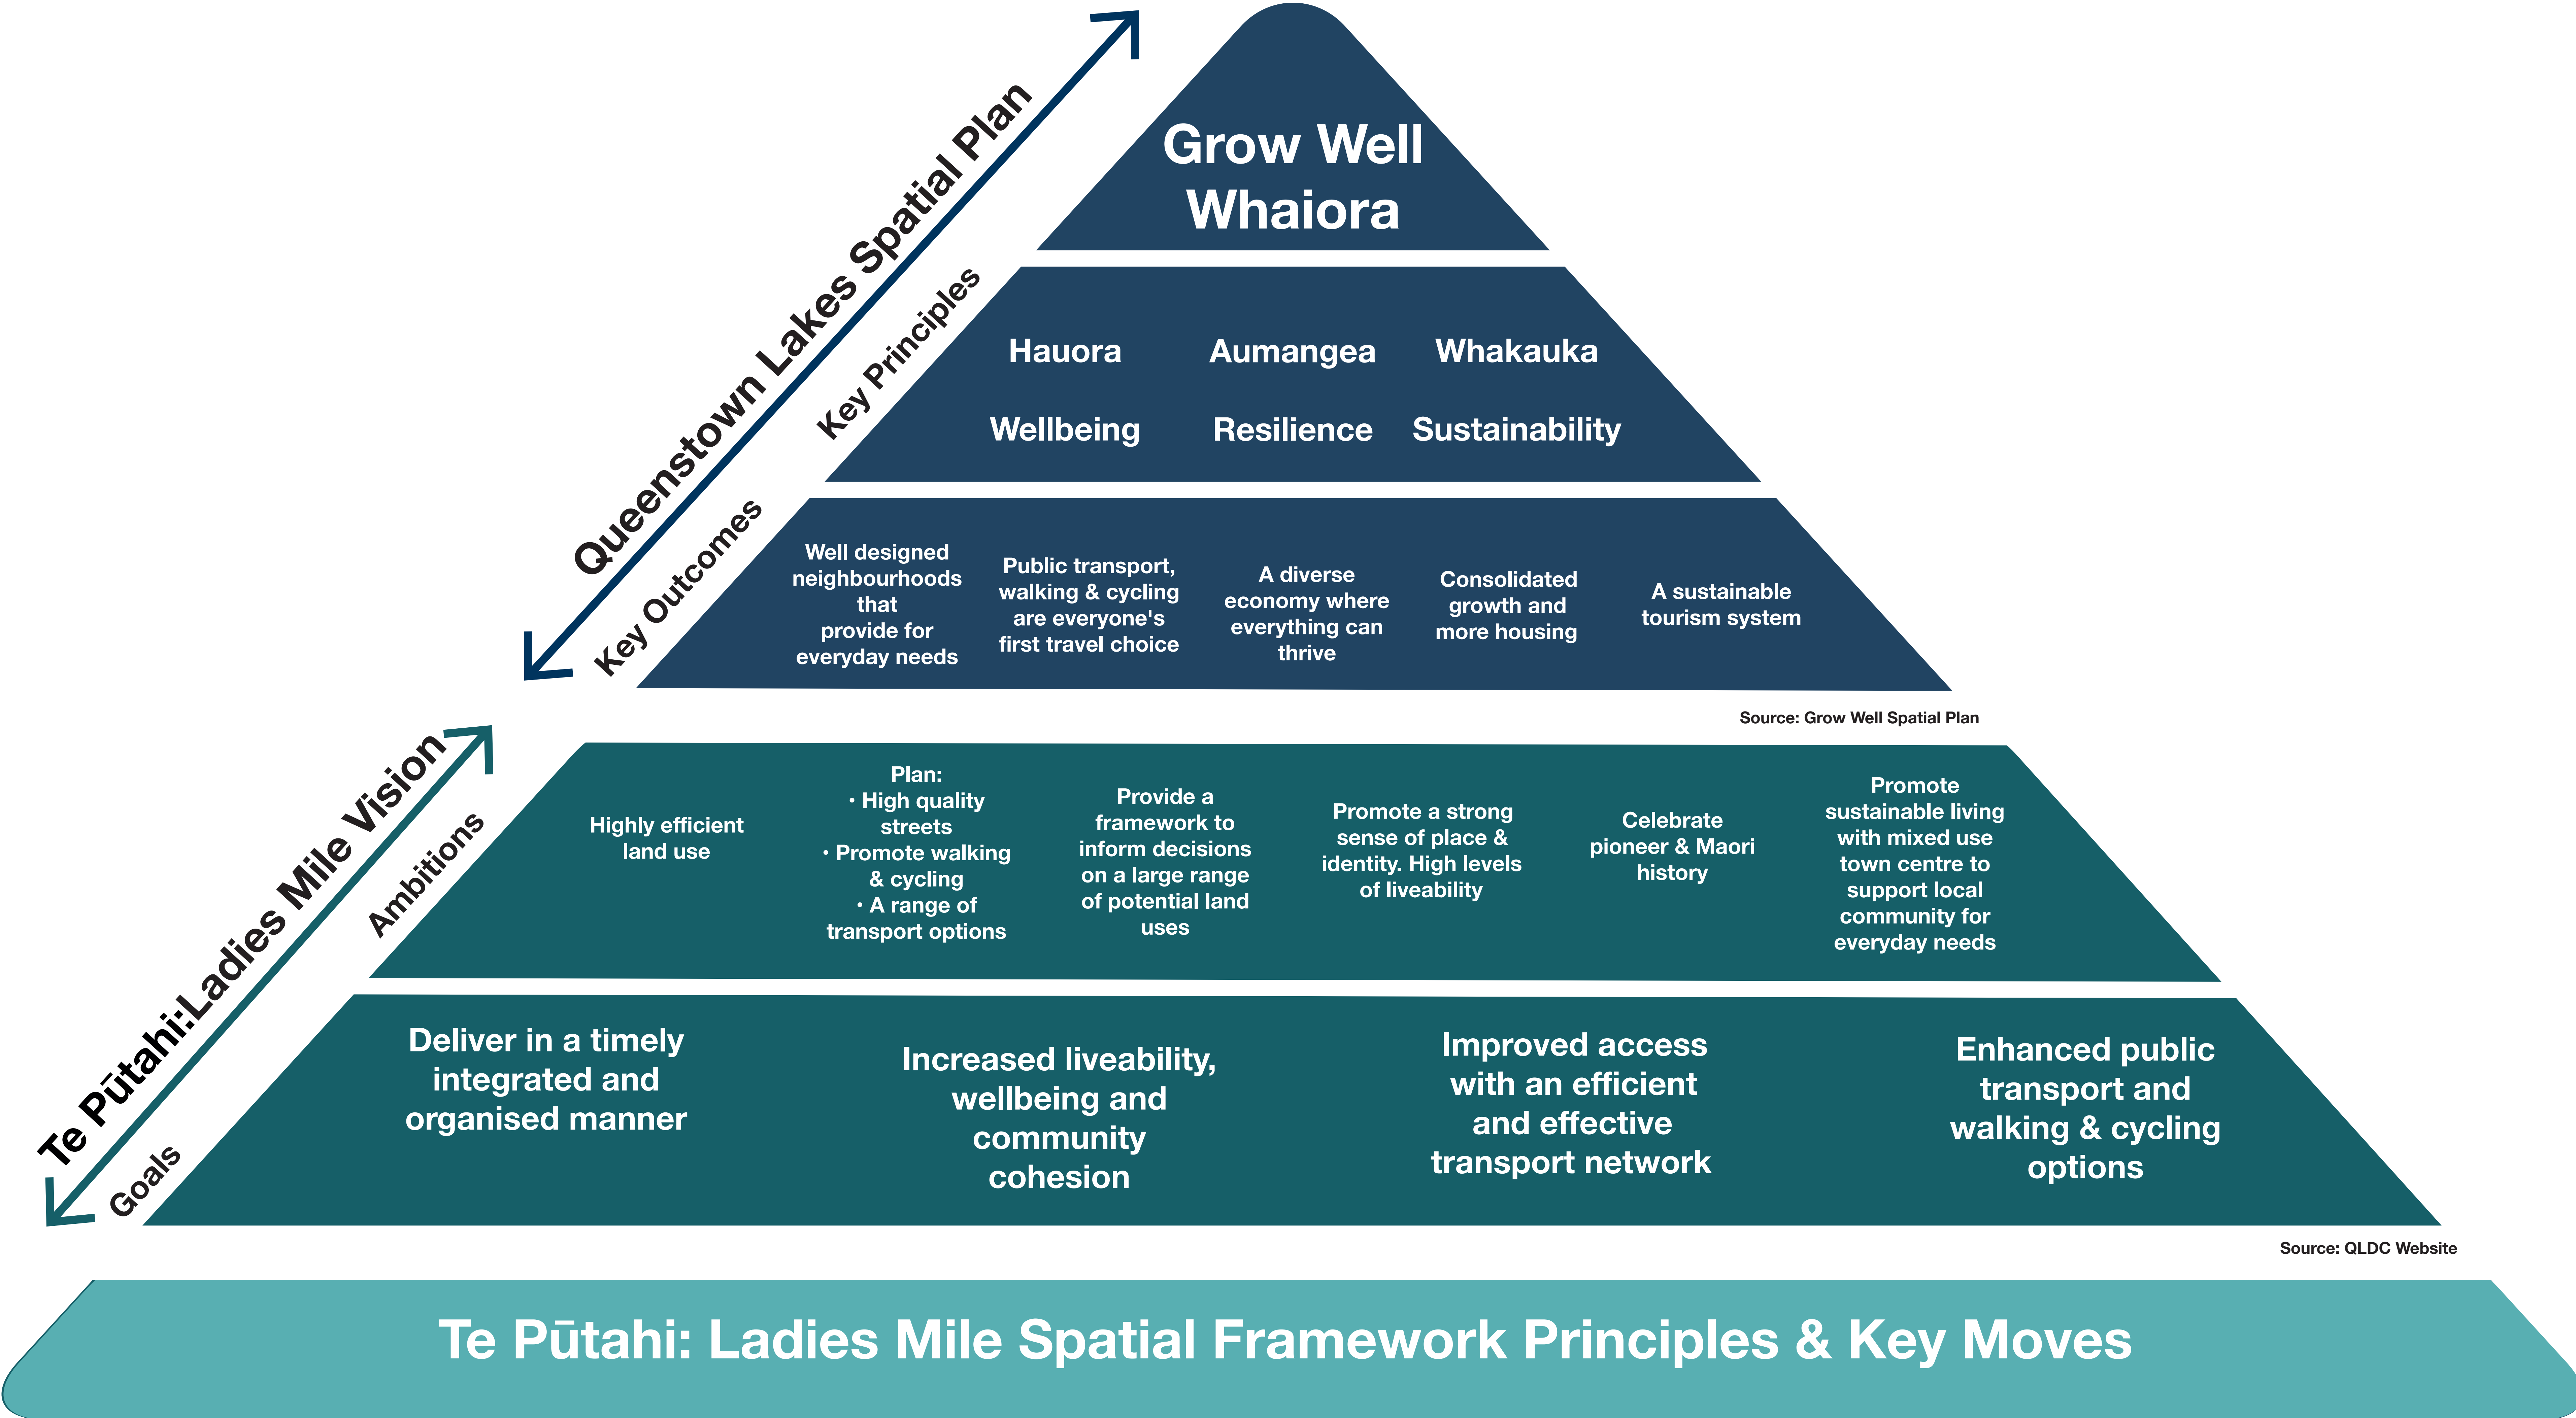 Grow Well
Whaiora
Queenstown Lakes Spatial Plan
Key Principles
Hauora
Aumangea
Whakauka
Wellbeing
Resilience
Sustainability
Key Outcomes
Well designed
neighbourhoods
that
provide for
everyday needs
Public transport,
walking & cycling
are everyone's
first travel choice
A diverse
economy where
everything can
thrive
Consolidated
growth and
more housing
A sustainable
tourism system
Source: Grow Well Spatial Plan
Te Pūtahi:Ladies Mile Vision
Ambitions
Highly efficient
land use
Plan:
• High quality
streets
• Promote walking
& cycling
• A range of
transport options
Provide a
framework to
inform decisions
on a large range
of potential land
uses
Promote a strong
sense of place &
identity. High levels
of liveability
Celebrate
pioneer & Maori
history
Promote
sustainable living
with mixed use
town centre to
support local
community for
everyday needs
Goals
Deliver in a timely
integrated and
organised manner
Increased liveability,
wellbeing and
community
cohesion
Improved access
with an efficient
and effective
transport network
Enhanced public
transport and
walking & cycling
options
Source: QLDC Website
Te Pūtahi: Ladies Mile Spatial Framework Principles & Key Moves